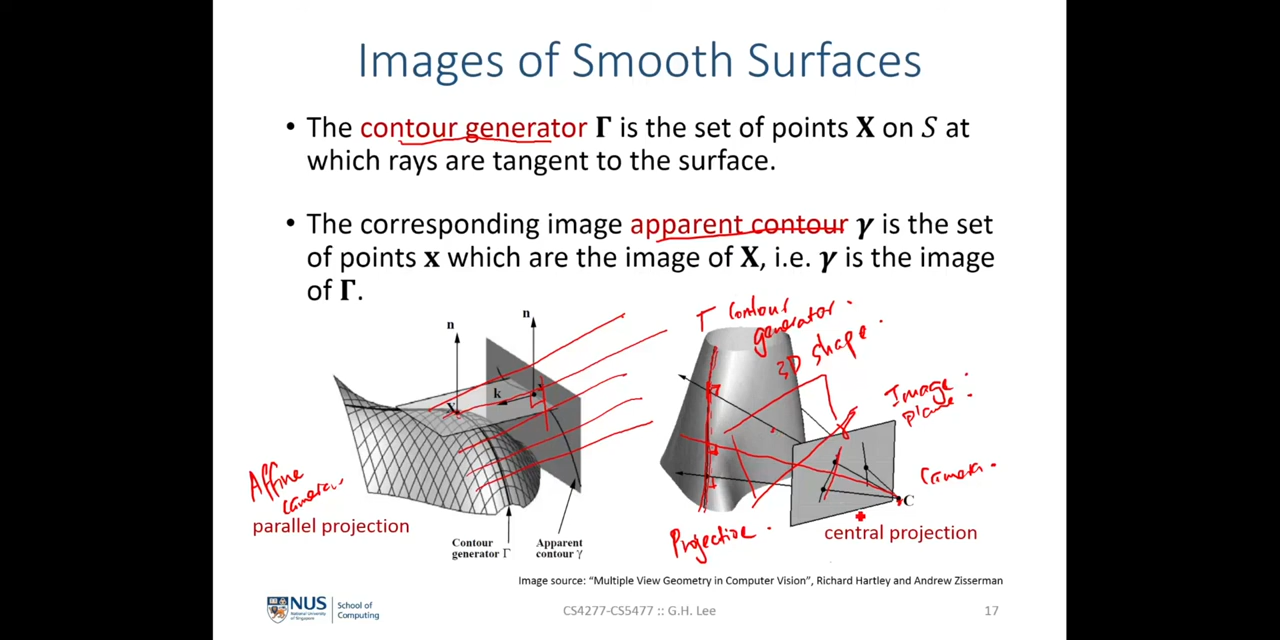 Images of Smooth Surfaces
• The contour generator Γ is the set of points X on S at
which rays are tangent to the surface.
• The corresponding image apparent contour γ is the set
of points x which are the image of X, i.e. γ is the image
of Γ.
n
n
k
X
x
Affine
camera.
parallel projection
Contour
generator Γ
Apparent
contour γ
Γ contour
generator.
3D shape.
Image
plane.
Camera.
C
Projective.
central projection
Image source: “Multiple View Geometry in Computer Vision”, Richard Hartley and Andrew Zisserman
NUS
National University
of Singapore
School of
Computing
CS4277-CS5477 :: G.H. Lee
17